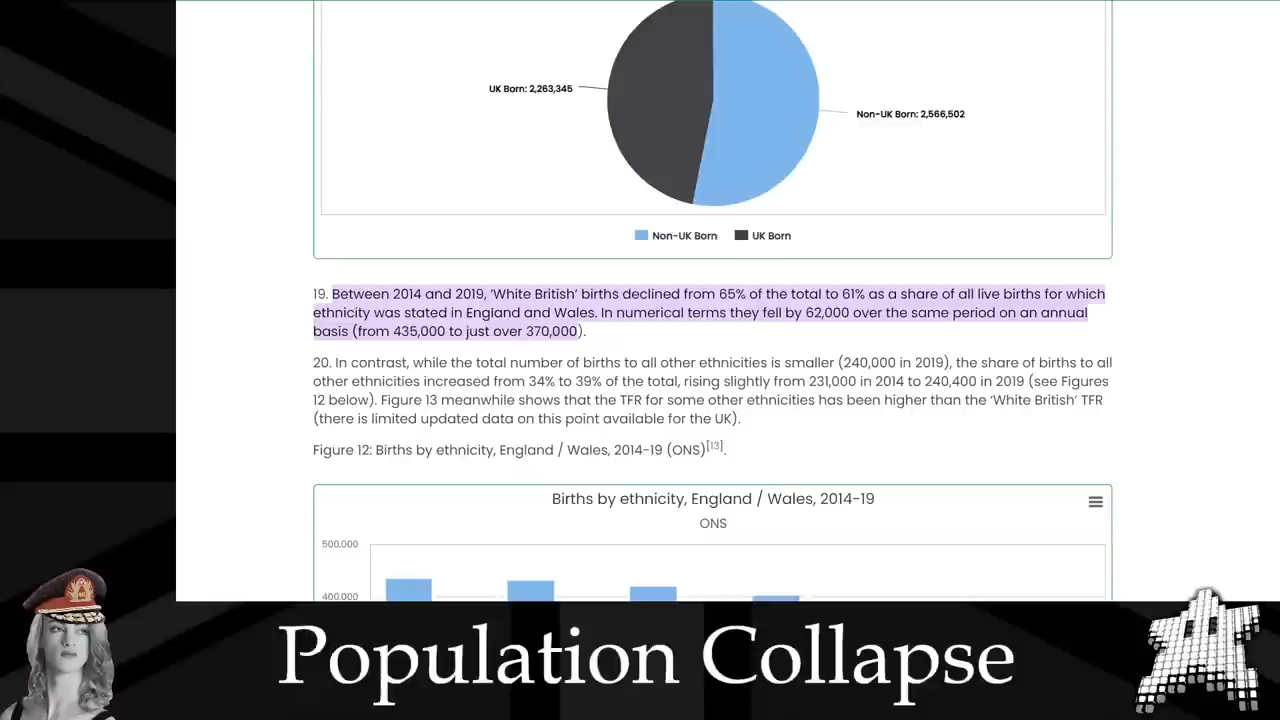 UK Born: 2,263,345
Non-UK Born: 2,566,502
Non-UK Born UK Born
19. Between 2014 and 2019, ‘White British’ births declined from 65% of the total to 61% as a share of all live births for which
ethnicity was stated in England and Wales. In numerical terms they fell by 62,000 over the same period on an annual
basis (from 435,000 to just over 370,000).
20. In contrast, while the total number of births to all other ethnicities is smaller (240,000 in 2019), the share of births to all
other ethnicities increased from 34% to 39% of the total, rising slightly from 231,000 in 2014 to 240,400 in 2019 (see Figures
12 below). Figure 13 meanwhile shows that the TFR for some other ethnicities has been higher than the ‘White British’ TFR
(there is limited updated data on this point available for the UK).
Figure 12: Births by ethnicity, England / Wales, 2014-19 (ONS)[13].
Births by ethnicity, England / Wales, 2014-19
ONS
500,000
400,000
Population Collapse